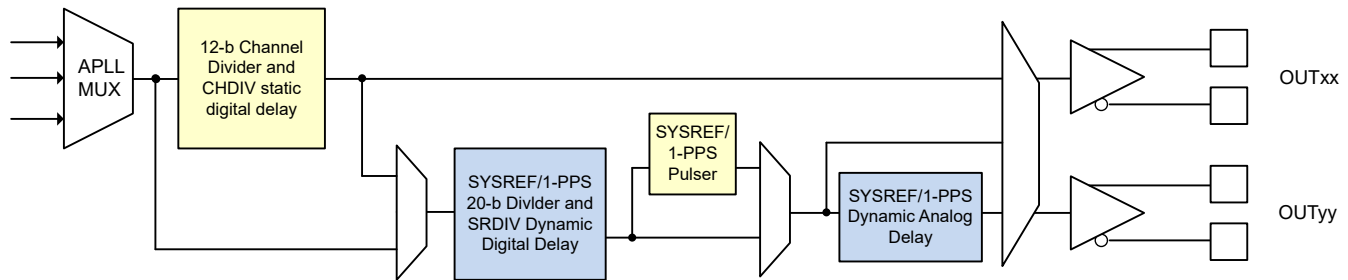 APLL
MUX
12-b Channel
Divider and
CHDIV static
digital delay
SYSREF/1-PPS
20-b Divlder and
SRDIV Dynamic
Digital Delay
SYSREF/
1-PPS
Pulser
SYSREF/1-PPS
Dynamic Analog
Delay
OUTxx
OUTyy